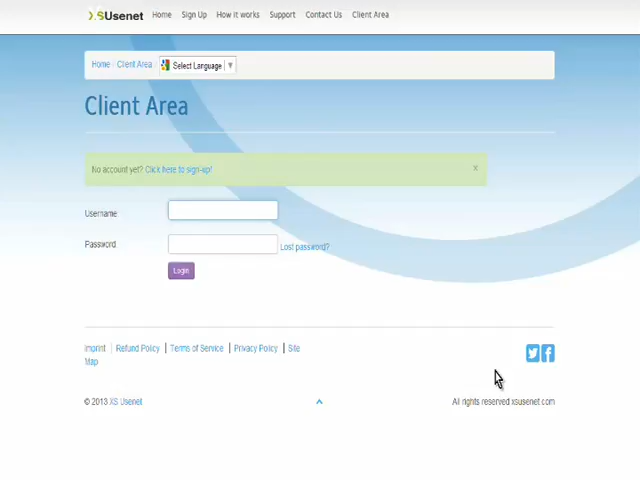 XSUsenet Home Sign Up How it works Support Contact Us Client Area
Home / Client Area Select Language ▼
Client Area
No account yet? Click here to sign-up! x
Username
Password Lost password?
Login
Imprint | Refund Policy | Terms of Service | Privacy Policy | Site
Map
© 2013 XS Usenet All rights reserved xsusenet.com